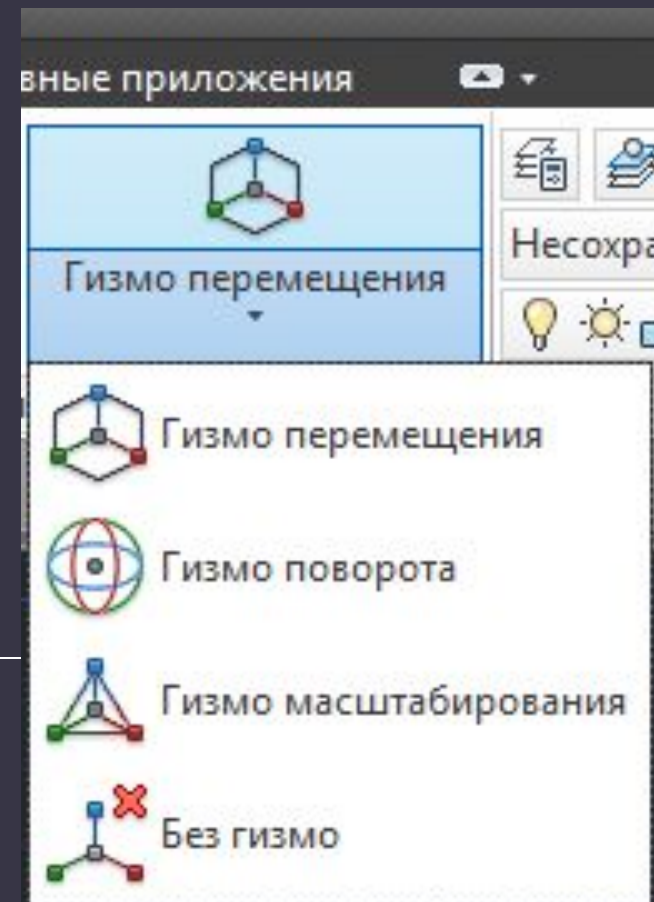 вные приложения
Гизмо перемещения
Несохра
Гизмо перемещения
Гизмо поворота
Гизмо масштабирования
Без гизмо